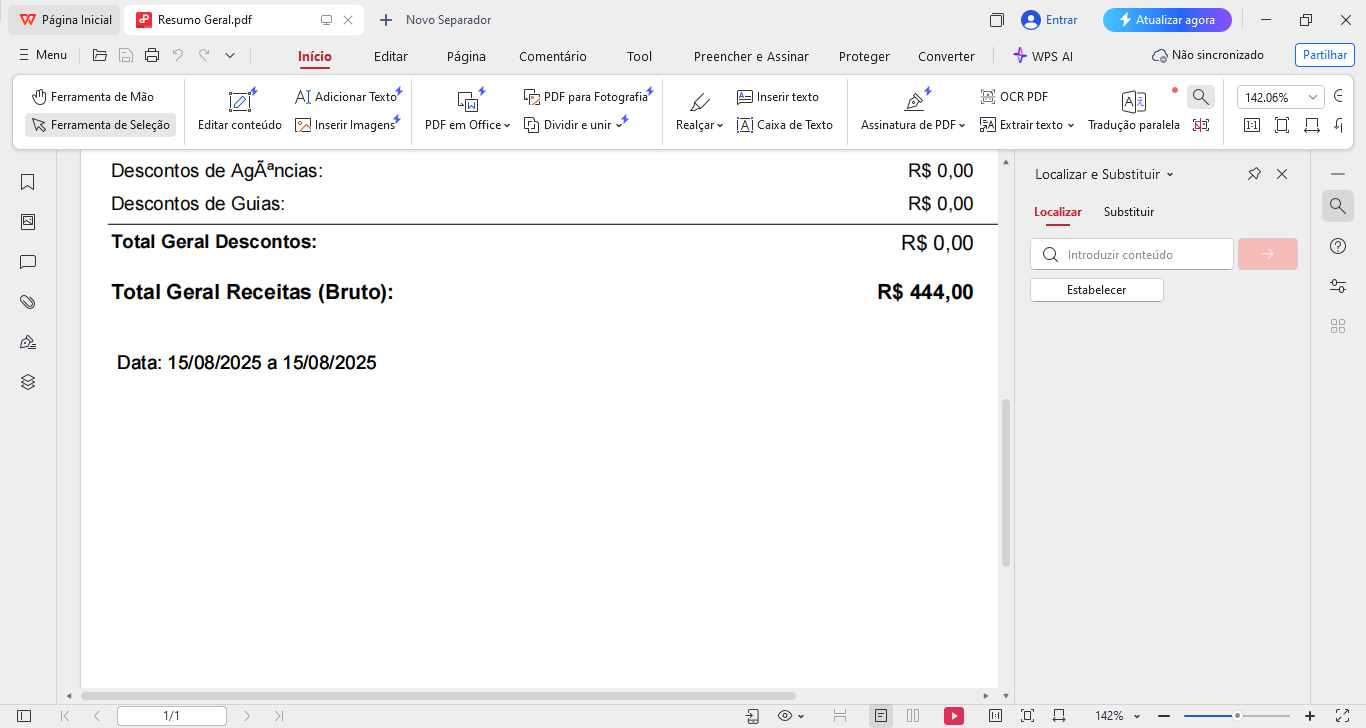 Página Inicial Resumo Geral.pdf Novo Separador Entrar Atualizar agora
Menu Início Editar Página Comentário Tool Preencher e Assinar Proteger Converter WPS AI Não sincronizado Partilhar
Ferramenta de Mão Adicionar Texto PDF para Fotografia Inserir texto OCR PDF 142.06%
Ferramenta de Seleção Editar conteúdo Inserir Imagens PDF em Office Dividir e unir Realçar Caixa de Texto Assinatura de PDF Extrair texto Tradução paralela 1:1
Descontos de AgÃªncias: R$ 0,00
Descontos de Guias: R$ 0,00
Total Geral Descontos: R$ 0,00
Total Geral Receitas (Bruto): R$ 444,00
Data: 15/08/2025 a 15/08/2025
Localizar e Substituir
Localizar Substituir
Introduzir conteúdo
Estabelecer
1/1 142%